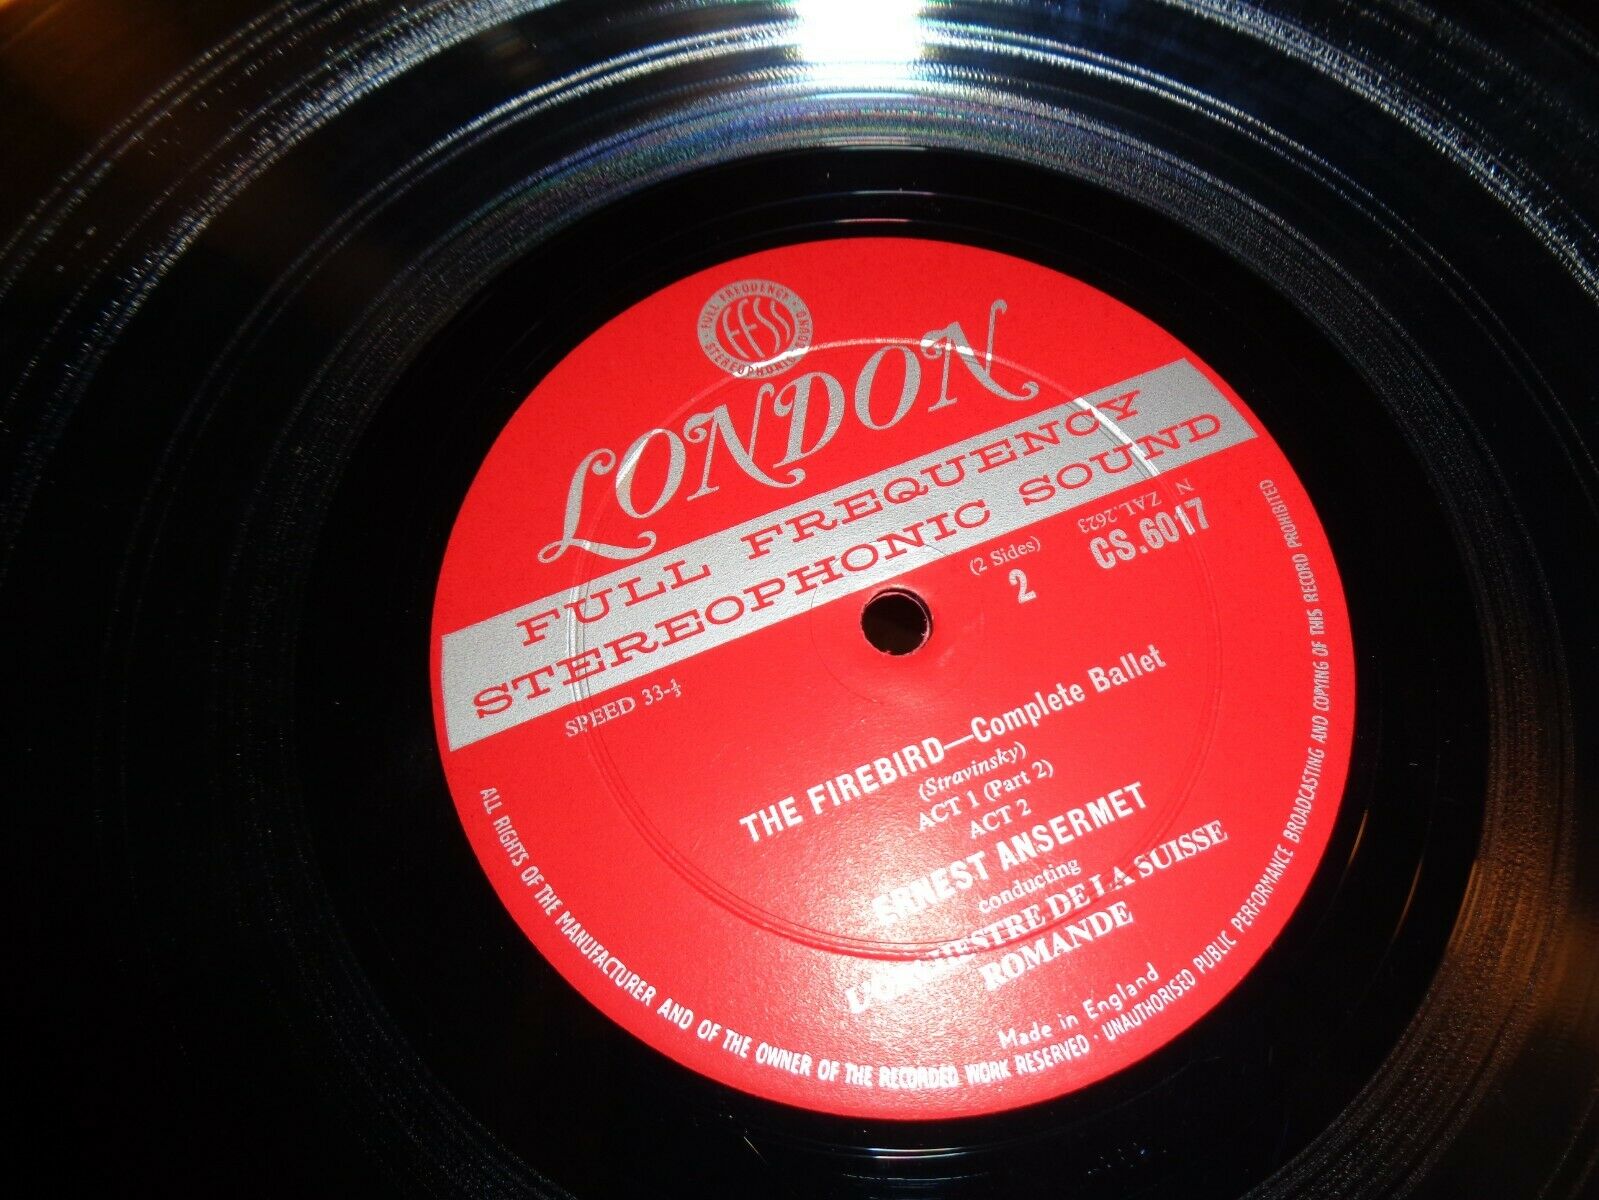 · FULL FREQUENCY · STEREOPHONIC SOUND
FFSS
LONDON
FULL FREQUENCY
STEREOPHONIC SOUND
SPEED 33-⅓
(2 Sides)
2
N
ZAL.2623
CS.6017
THE FIREBIRD—Complete Ballet
(Stravinsky)
ACT 1 (Part 2)
ACT 2
ERNEST ANSERMET
conducting
L'ORCHESTRE DE LA SUISSE
ROMANDE
Made in England
ALL RIGHTS OF THE MANUFACTURER AND OF THE OWNER OF THE RECORDED WORK RESERVED · UNAUTHORISED PUBLIC PERFORMANCE BROADCASTING AND COPYING OF THIS RECORD PROHIBITED